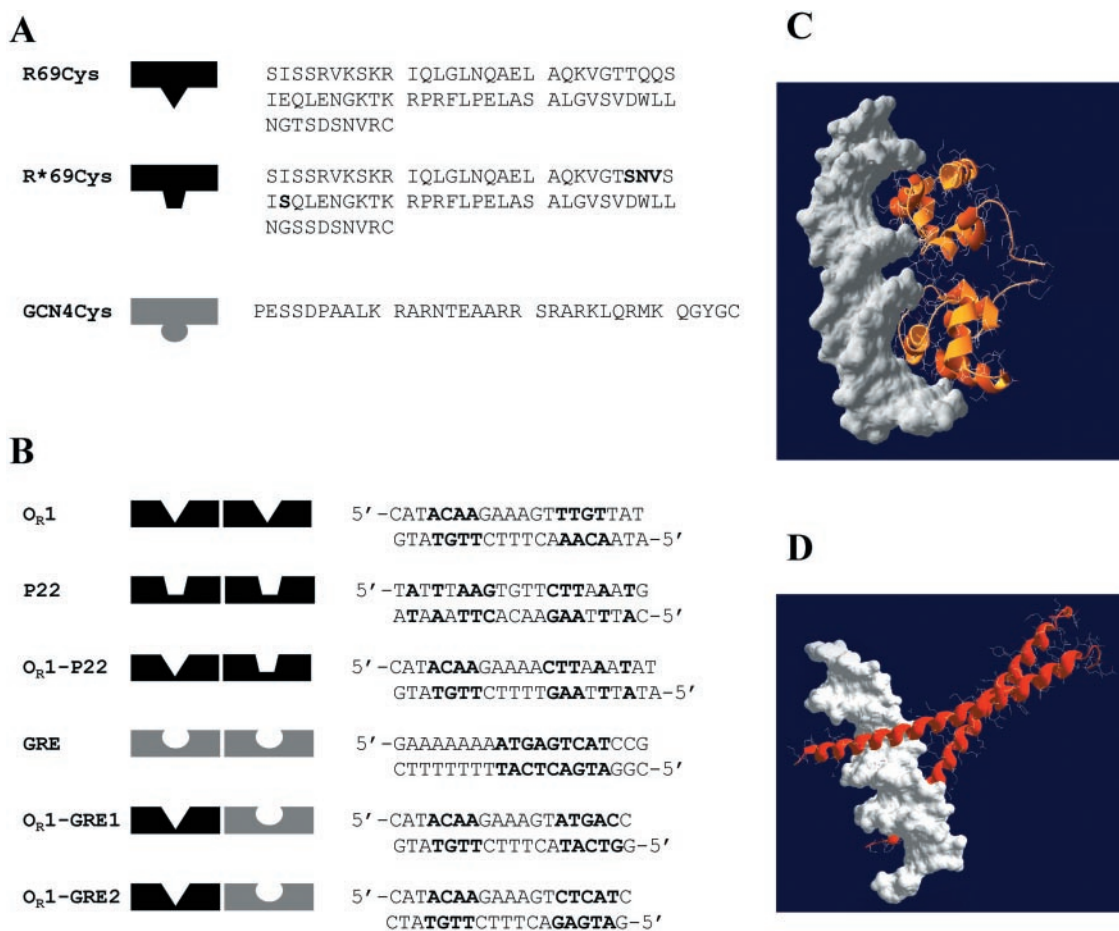 A
R69Cys SISSRVKSKR IQLGLNQAEL AQKVGTTQQS
IEQLENGKTK RPRFLPELAS ALGVSVDWLL
NGTSDSNVRC
R*69Cys SISSRVKSKR IQLGLNQAEL AQKVGTSNVS
ISQLENGKTK RPRFLPELAS ALGVSVDWLL
NGSSDSNVRC
GCN4Cys PESSDPAALK RARNTEAARR SRARKLQRMK QGYGC
B
OR1 5’-CATACAAGAAAGTTTGTTAT
GTATGTTCTTTCAAACAATA-5’
P22 5’-TATTTAAGTGTTCTTAAATG
ATAAATTCACAAGAATTTAC-5’
OR1-P22 5’-CATACAAGAAAACTTAAATAT
GTATGTTCTTTTGAATTTATA-5’
GRE 5’-GAAAAAAAATGAGTCATCCG
CTTTTTTTTACTCAGTAGGC-5’
OR1-GRE1 5’-CATACAAGAAAGTATGACC
GTATGTTCTTTCATACTGG-5’
OR1-GRE2 5’-CATACAAGAAAGTCTCATC
CTATGTTCTTTCAGAGTAG-5’
C
D